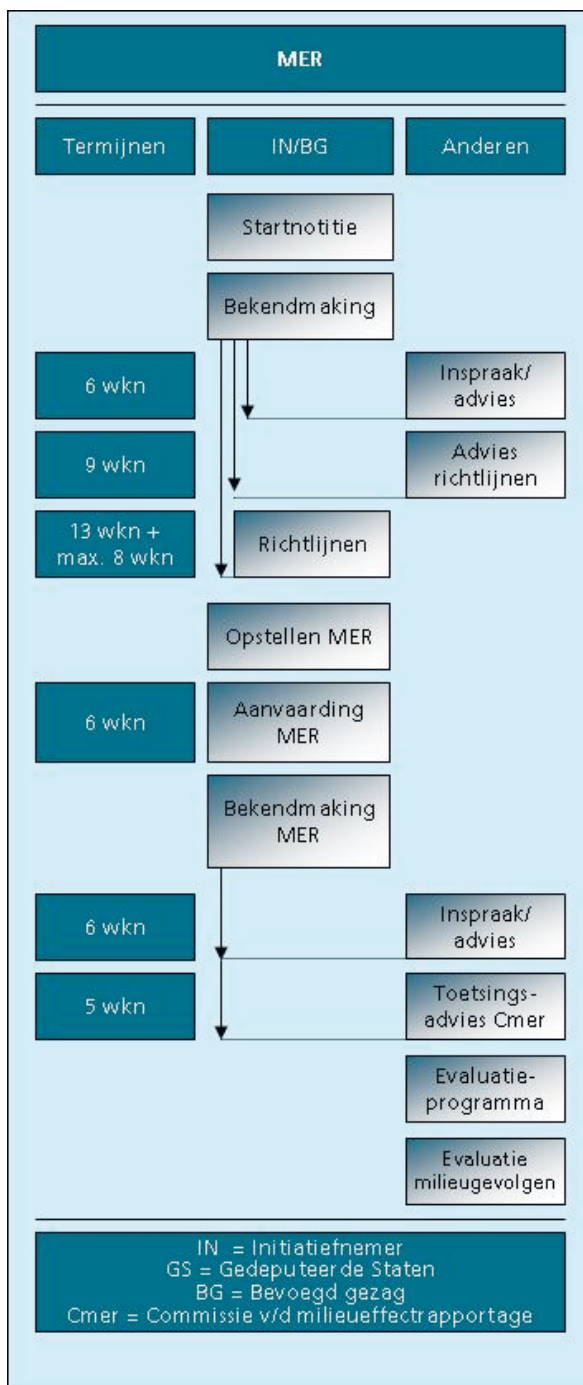 MER
Termijnen
IN/BG
Anderen
Startnotitie
Bekendmaking
6 wkn
Inspraak/
advies
9 wkn
Advies
richtlijnen
13 wkn +
max. 8 wkn
Richtlijnen
Opstellen MER
6 wkn
Aanvaarding
MER
Bekendmaking
MER
6 wkn
Inspraak/
advies
5 wkn
Toetsings-
advies Cmer
Evaluatie-
programma
Evaluatie
milieugevolgen
IN = Initiatiefnemer
GS = Gedeputeerde Staten
BG = Bevoegd gezag
Cmer = Commissie v/d milieueffectrapportage